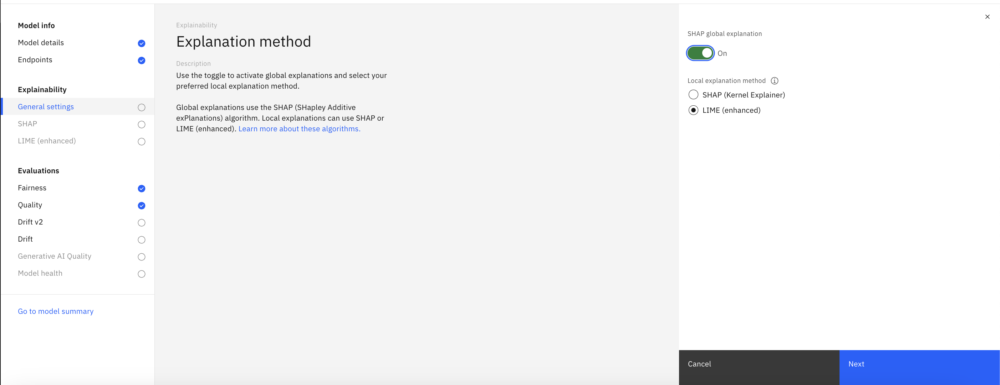 Model info
Model details
Endpoints
Explainability
General settings
SHAP
LIME (enhanced)
Evaluations
Fairness
Quality
Drift v2
Drift
Generative AI Quality
Model health
Go to model summary
Explainability
Explanation method
Description
Use the toggle to activate global explanations and select your
preferred local explanation method.
Global explanations use the SHAP (SHapley Additive
exPlanations) algorithm. Local explanations can use SHAP or
LIME (enhanced). Learn more about these algorithms.
SHAP global explanation
On
Local explanation method
SHAP (Kernel Explainer)
LIME (enhanced)
Cancel
Next